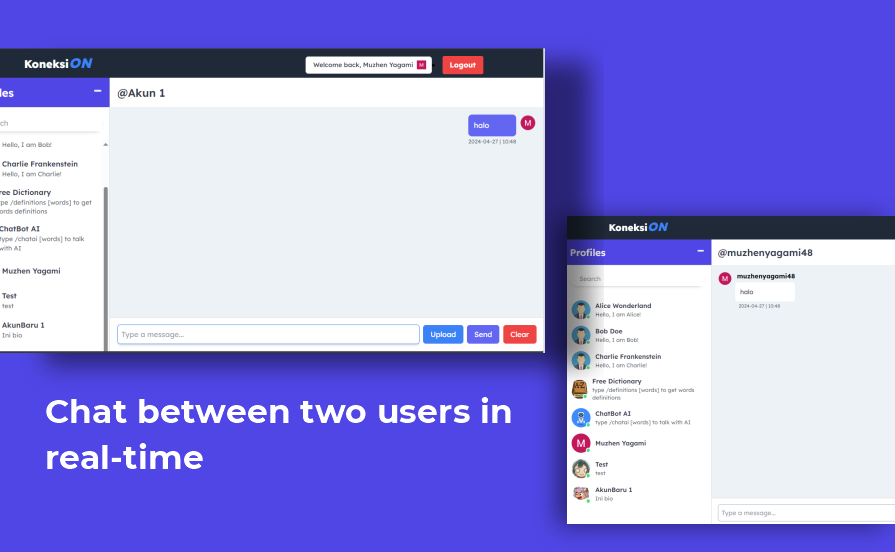 KoneksiON
Welcome back, Muzhen Yagami M
Logout
les
@Akun 1
ch
Hello, I am Bob!
Charlie Frankenstein
Hello, I am Charlie!
ree Dictionary
ype /definitions [words] to get
ords definitions
ChatBot AI
type /chatai [words] to talk
with AI
Muzhen Yagami
Test
test
AkunBaru 1
Ini bio
halo
M
2024-04-27 | 10:48
Type a message...
Upload
Send
Clear
Chat between two users in
real-time
KoneksiON
Profiles
@muzhenyagami48
Search
Alice Wonderland
Hello, I am Alice!
Bob Doe
Hello, I am Bob!
Charlie Frankenstein
Hello, I am Charlie!
Free Dictionary
type /definitions [words] to get words
definitions
ChatBot AI
type /chatai [words] to talk with AI
M
Muzhen Yagami
Test
test
AkunBaru 1
Ini bio
M
muzhenyagami48
halo
2024-04-27 | 10:48
Type a message...